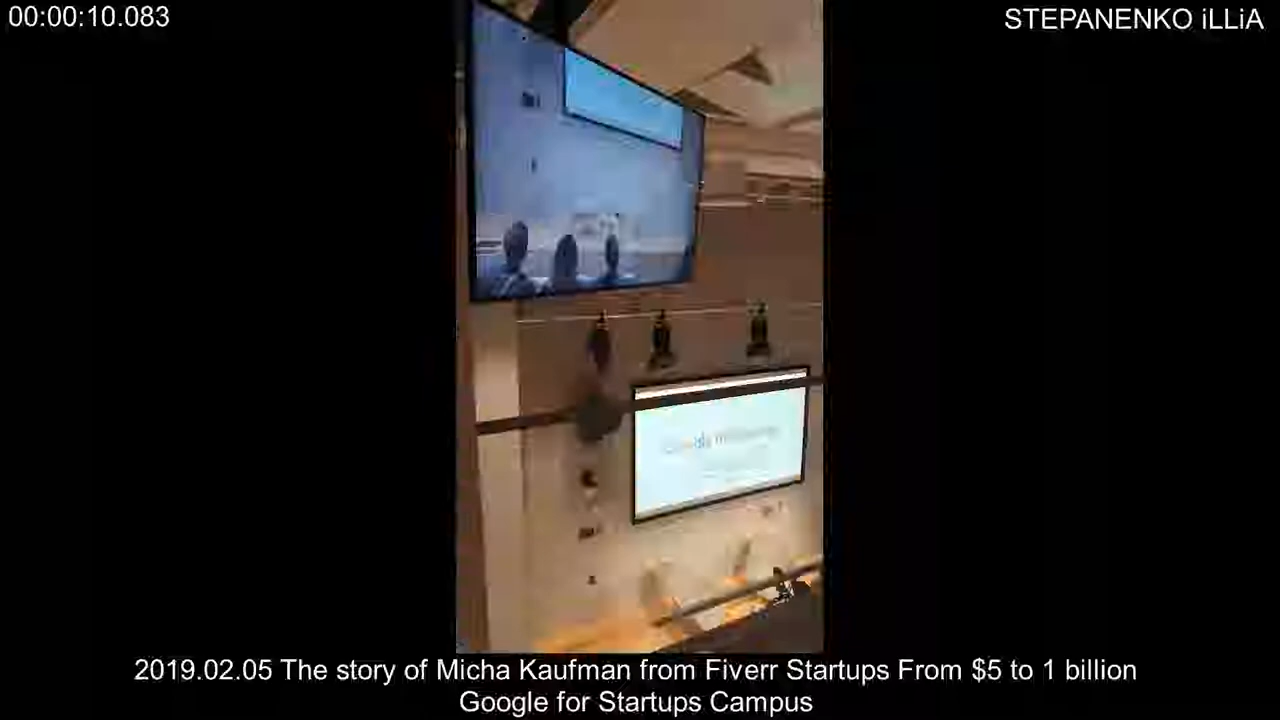 00:00:10.083
STEPANENKO iLLiA
2019.02.05 The story of Micha Kaufman from Fiverr Startups From $5 to 1 billion
Google for Startups Campus